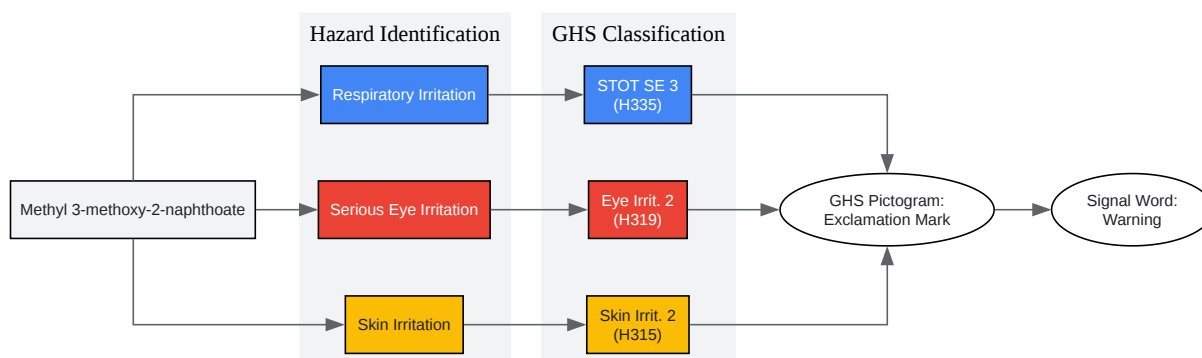 Hazard Identification
GHS Classification
Respiratory Irritation
STOT SE 3
(H335)
Methyl 3-methoxy-2-naphthoate
Serious Eye Irritation
Eye Irrit. 2
(H319)
GHS Pictogram:
Exclamation Mark
Signal Word:
Warning
Skin Irritation
Skin Irrit. 2
(H315)